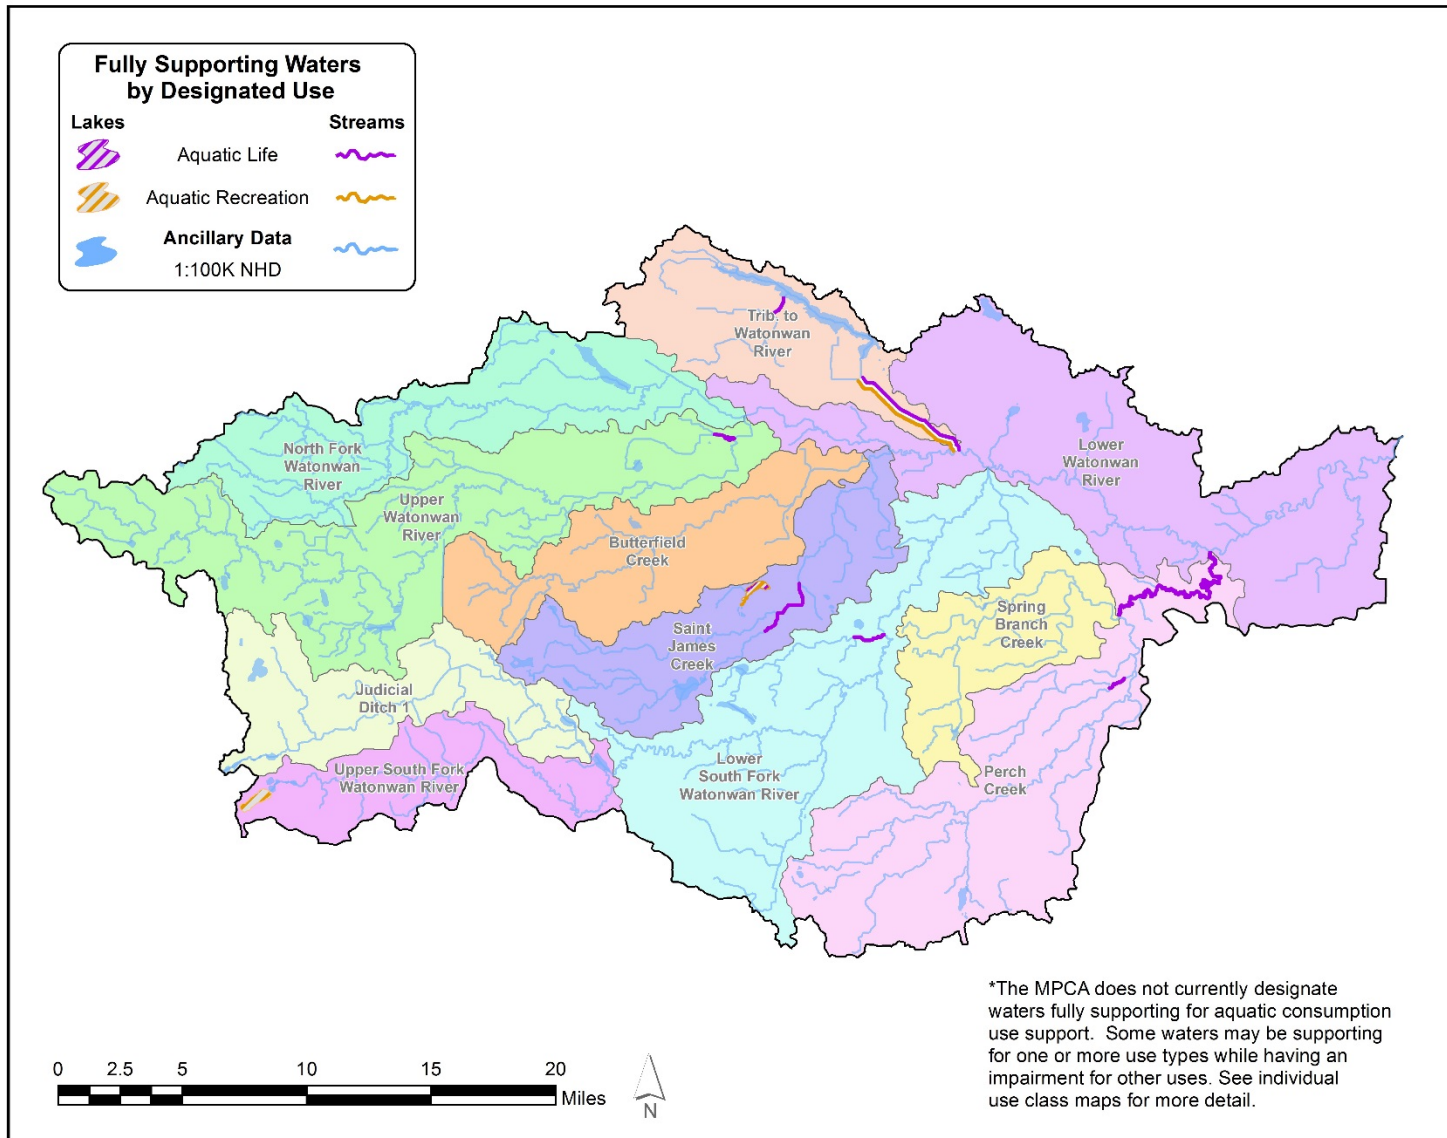 Fully Supporting Waters
by Designated Use
Lakes Streams
Aquatic Life
Aquatic Recreation
Ancillary Data
1:100K NHD
Trib. to
Watonwan
River
North Fork
Watonwan
River
Lower
Watonwan
River
Upper
Watonwan
River
Butterfield
Creek
Spring
Branch
Creek
Saint
James
Creek
Judicial
Ditch 1
Upper South Fork
Watonwan River
Lower
South Fork
Watonwan River
Perch
Creek
*The MPCA does not currently designate
waters fully supporting for aquatic consumption
use support. Some waters may be supporting
for one or more use types while having an
impairment for other uses. See individual
use class maps for more detail.
0 2.5 5 10 15 20
Miles
N